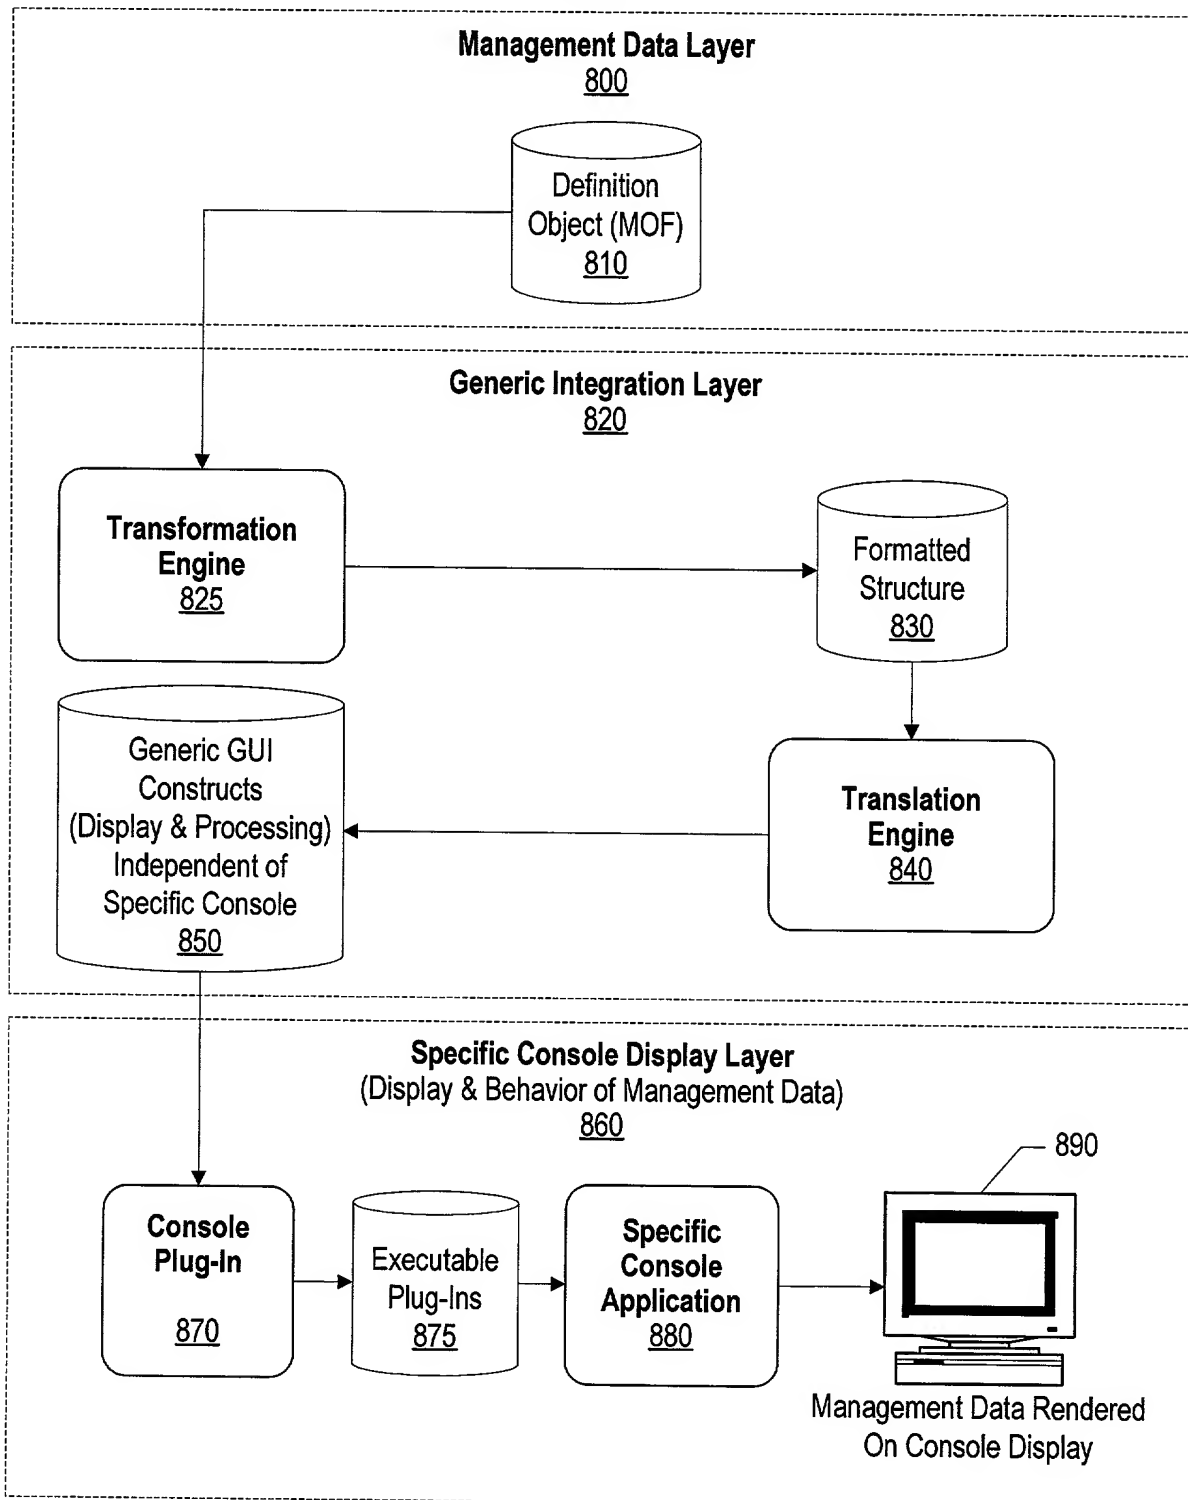 Management Data Layer
800
Definition
Object (MOF)
810
Generic Integration Layer
820
Transformation
Engine
825
Formatted
Structure
830
Generic GUI
Constructs
(Display & Processing)
Independent of
Specific Console
850
Translation
Engine
840
Specific Console Display Layer
(Display & Behavior of Management Data)
860
890
Console
Plug-In
870
Executable
Plug-Ins
875
Specific
Console
Application
880
Management Data Rendered
On Console Display